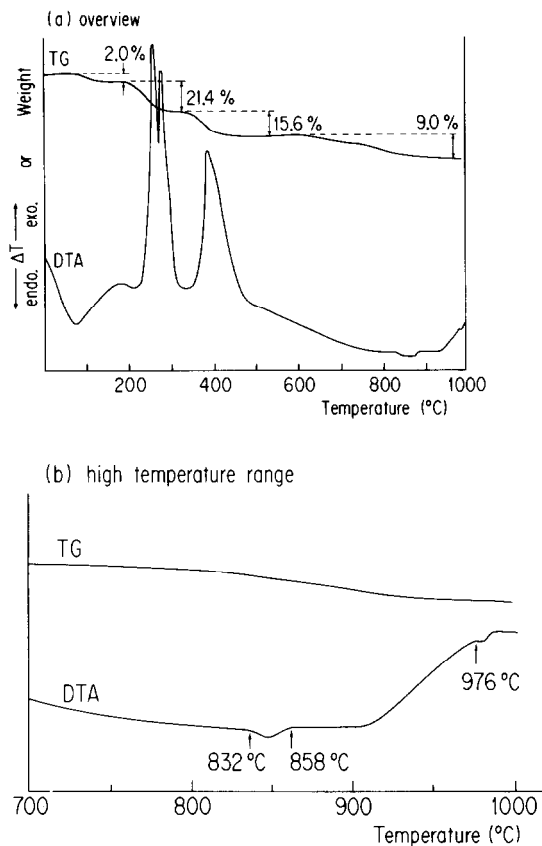 (a) overview
TG
2.0 %
21.4 %
15.6 %
9.0 %
Weight
or
ΔT
endo. exo.
DTA
200 400 600 800 1000
Temperature (°C)
(b) high temperature range
TG
DTA
832 °C
858 °C
976 °C
700 800 900 1000
Temperature (°C)